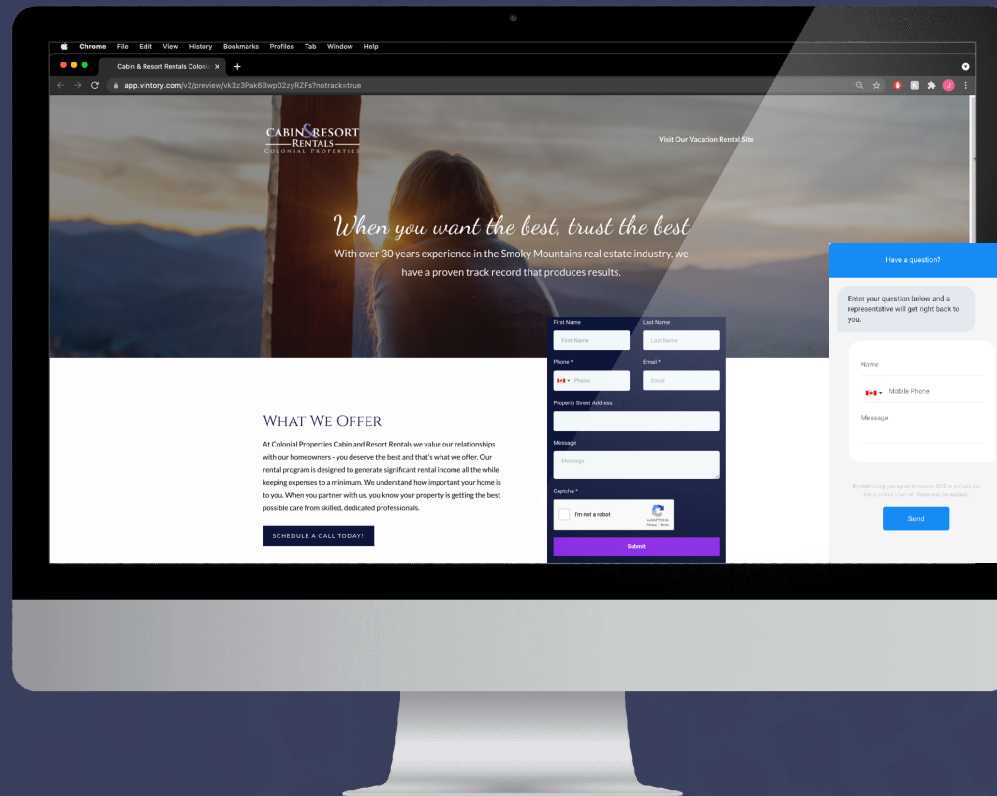 Chrome File Edit View History Bookmarks Profiles Tab Window Help
Cabin & Resort Rentals Colonia
app.vintory.com/v2/preview/vk3z3Pak63wp02zyRZFs?notrack=true
J
CABIN & RESORT
RENTALS
COLONIAL PROPERTIES
Visit Our Vacation Rental Site
When you want the best, trust the best
With over 30 years experience in the Smoky Mountains real estate industry, we
have a proven track record that produces results.
First Name Last Name
First Name Last Name
Phone * Email *
Phone Email
Property Street Address
Message
Message
Captcha *
I'm not a robot
reCAPTCHA
Privacy - Terms
Submit
WHAT WE OFFER
At Colonial Properties Cabin and Resort Rentals we value our relationships
with our homeowners - you deserve the best and that's what we offer. Our
rental program is designed to generate significant rental income all the while
keeping expenses to a minimum. We understand how important your home is
to you. When you partner with us, you know your property is getting the best
possible care from skilled, dedicated professionals.
SCHEDULE A CALL TODAY!
Have a question?
Enter your question below and a
representative will get right back to
you.
Name
Mobile Phone
Message
Send